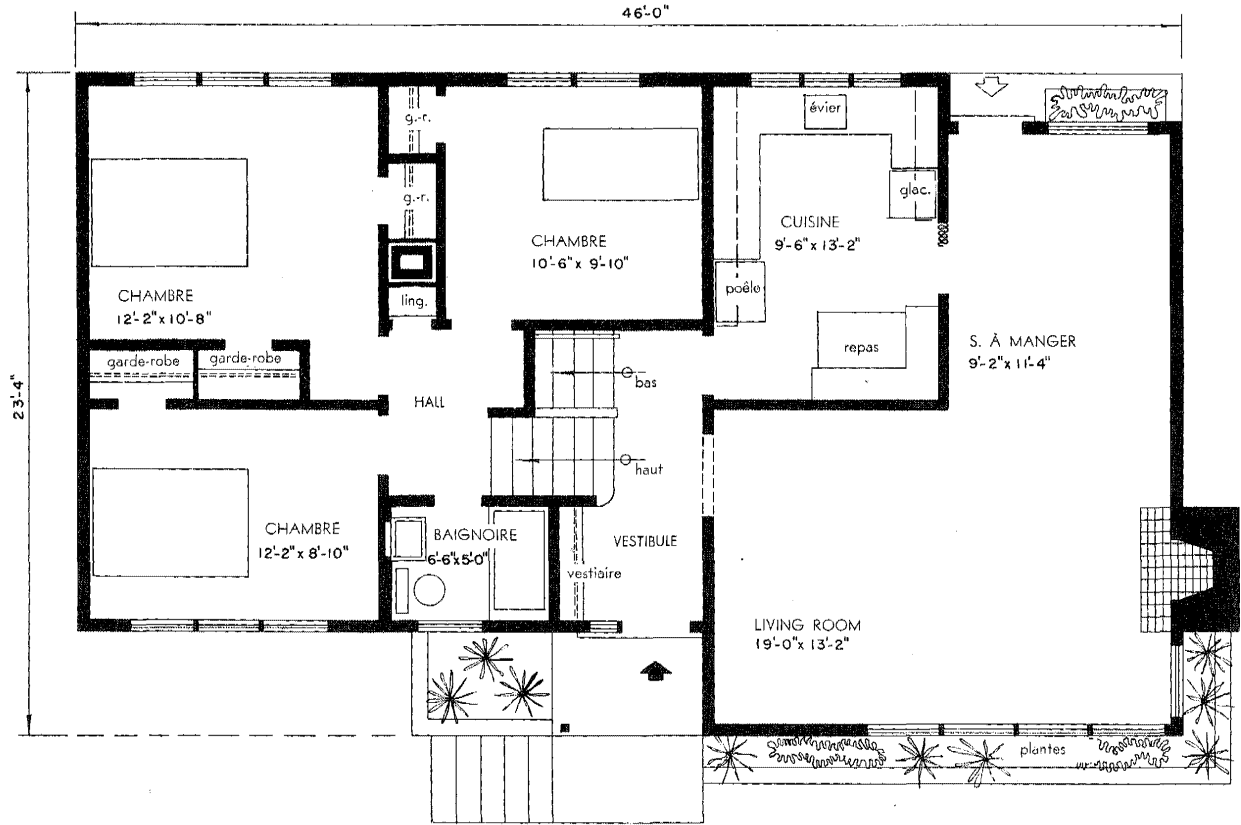 46'-0"
évier
g.-r.
glac.
g.-r.
CUISINE
9'-6" x 13'-2"
CHAMBRE
10'-6" x 9'-10"
poêle
CHAMBRE
12'-2" x 10'-8"
ling.
repas
S. À MANGER
9'-2" x 11'-4"
garde-robe
garde-robe
bas
23'-4"
HALL
haut
CHAMBRE
12'-2" x 8'-10"
BAIGNOIRE
6'-6" x 5'-0"
VESTIBULE
vestiaire
LIVING ROOM
19'-0" x 13'-2"
plantes